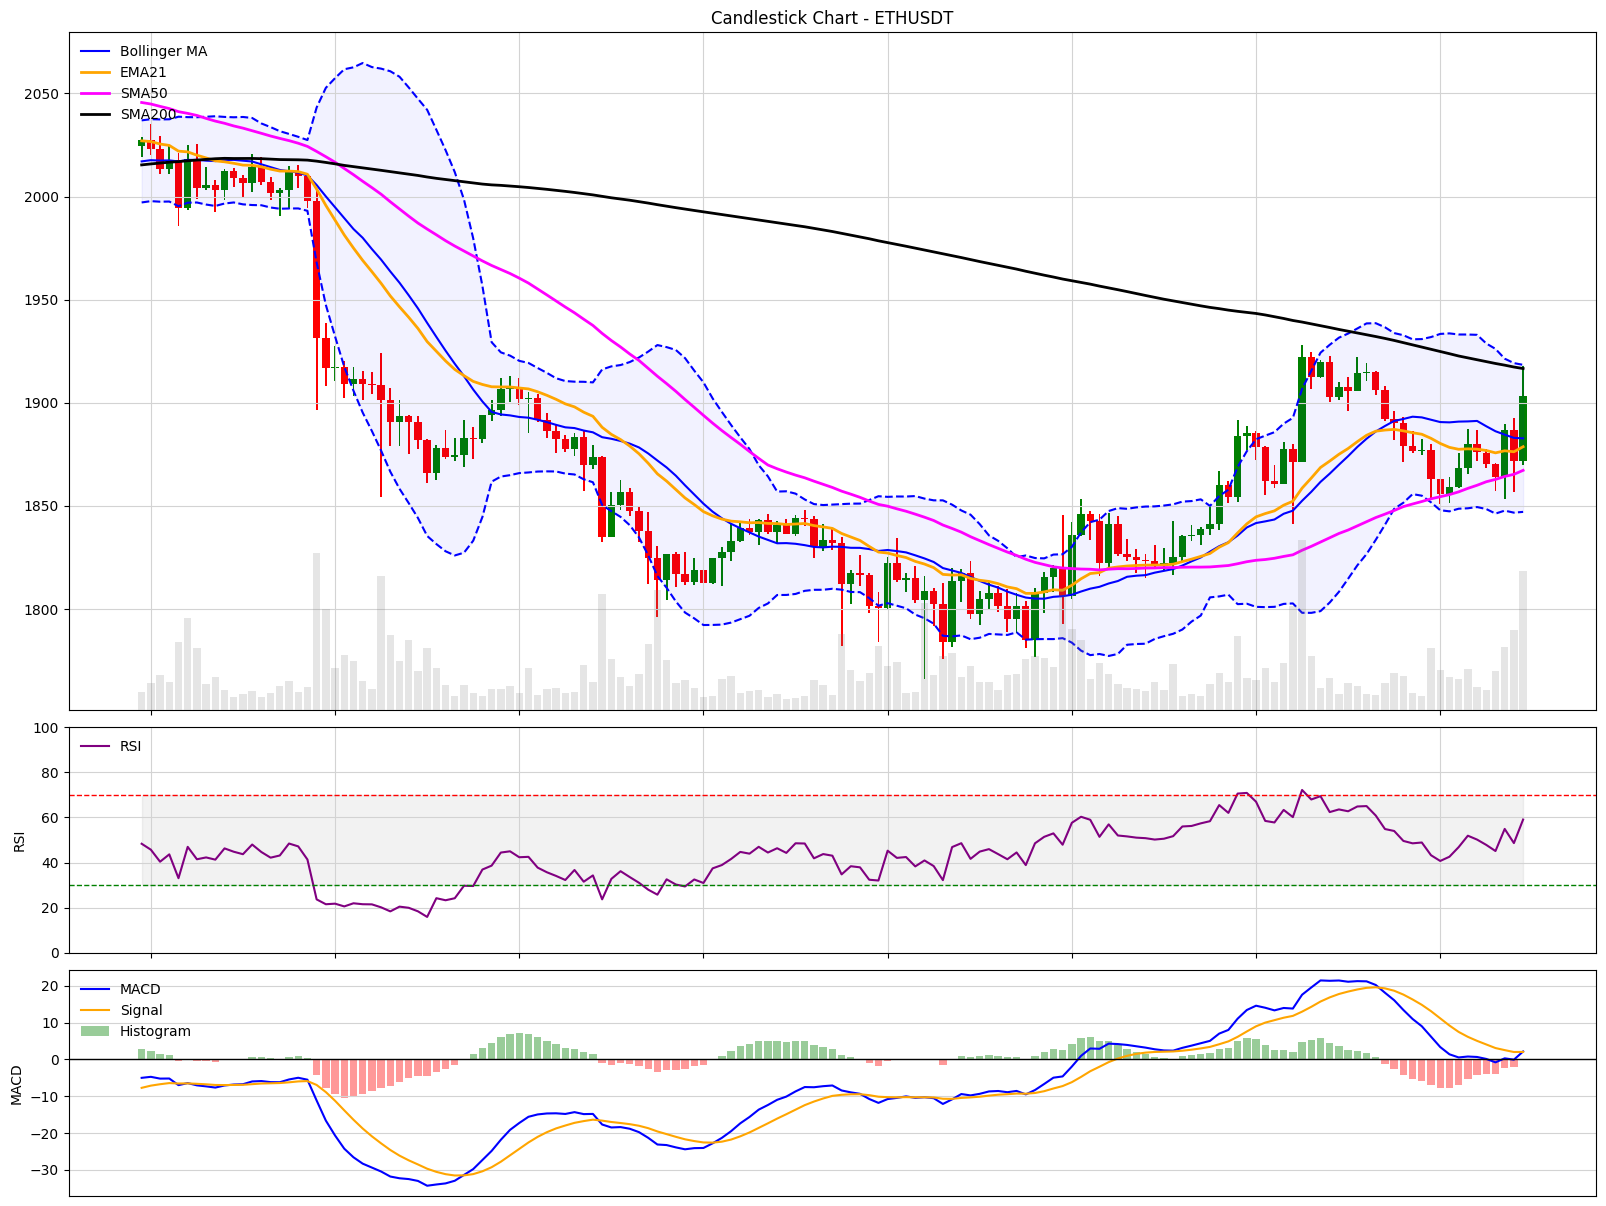 Candlestick Chart - ETHUSDT
Bollinger MA
EMA21
SMA50
SMA200
2050
2000
1950
1900
1850
1800
RSI
100
80
60
40
20
0
RSI
MACD
Signal
Histogram
20
10
0
−10
−20
−30
MACD